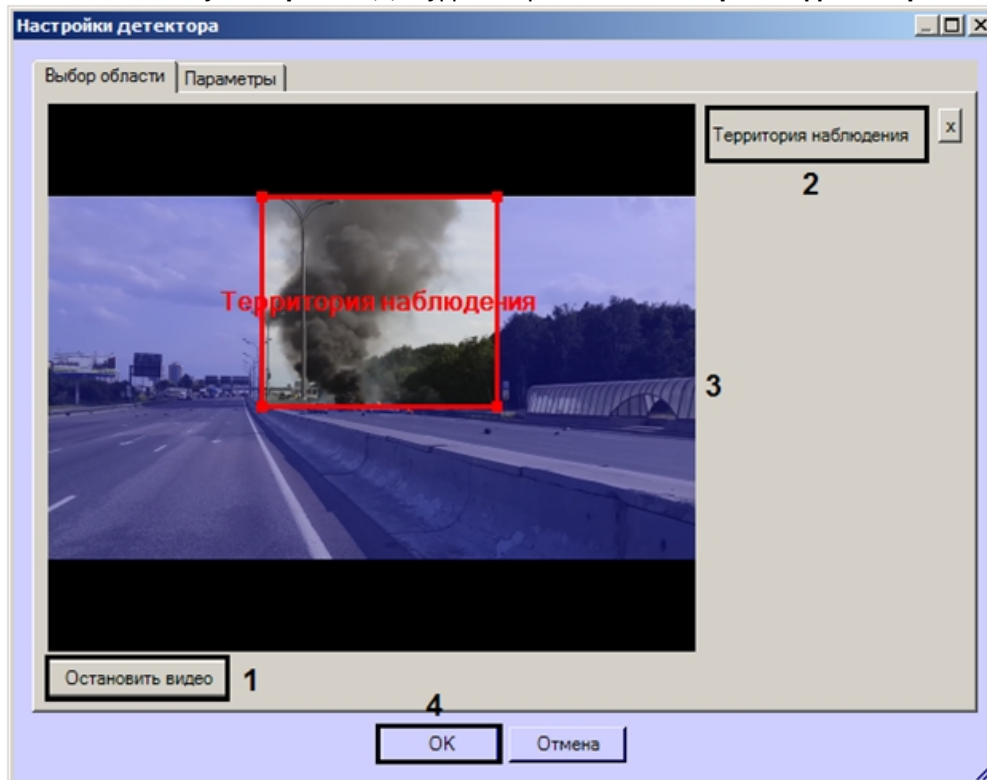 Настройки детектора
Выбор области
Параметры
Территория наблюдения
x
2
Территория наблюдения
3
Остановить видео
1
4
OK
Отмена